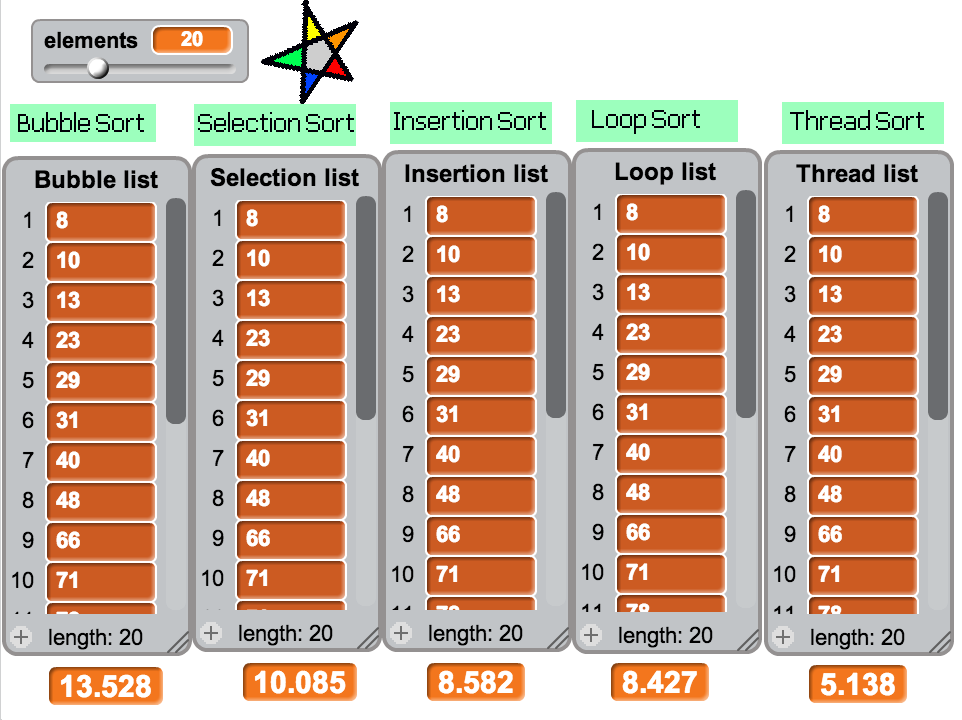 elements 20
Bubble Sort Selection Sort Insertion Sort Loop Sort Thread Sort
Bubble list Selection list Insertion list Loop list Thread list
1 8 1 8 1 8 1 8 1 8
2 10 2 10 2 10 2 10 2 10
3 13 3 13 3 13 3 13 3 13
4 23 4 23 4 23 4 23 4 23
5 29 5 29 5 29 5 29 5 29
6 31 6 31 6 31 6 31 6 31
7 40 7 40 7 40 7 40 7 40
8 48 8 48 8 48 8 48 8 48
9 66 9 66 9 66 9 66 9 66
10 71 10 71 10 71 10 71 10 71
11 78 11 78
+ length: 20 + length: 20 + length: 20 + length: 20 + length: 20
13.528 10.085 8.582 8.427 5.138